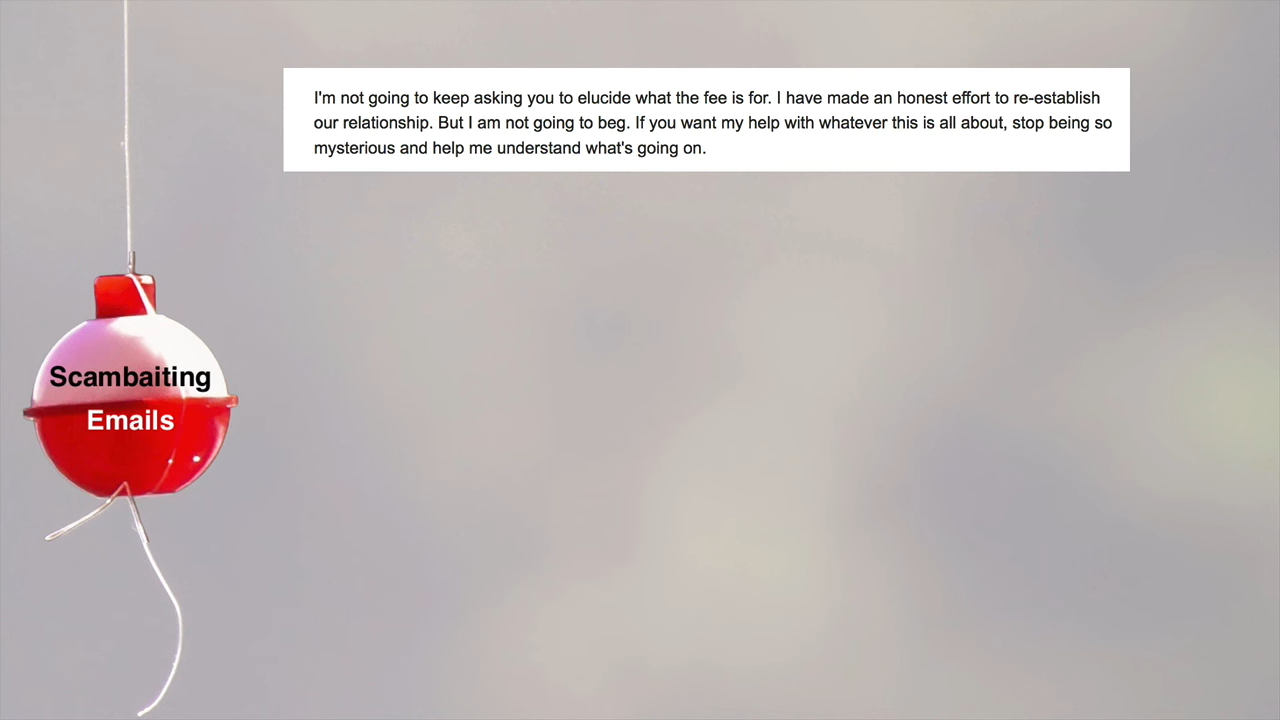 I'm not going to keep asking you to elucide what the fee is for. I have made an honest effort to re-establish
our relationship. But I am not going to beg. If you want my help with whatever this is all about, stop being so
mysterious and help me understand what's going on.
Scambaiting
Emails